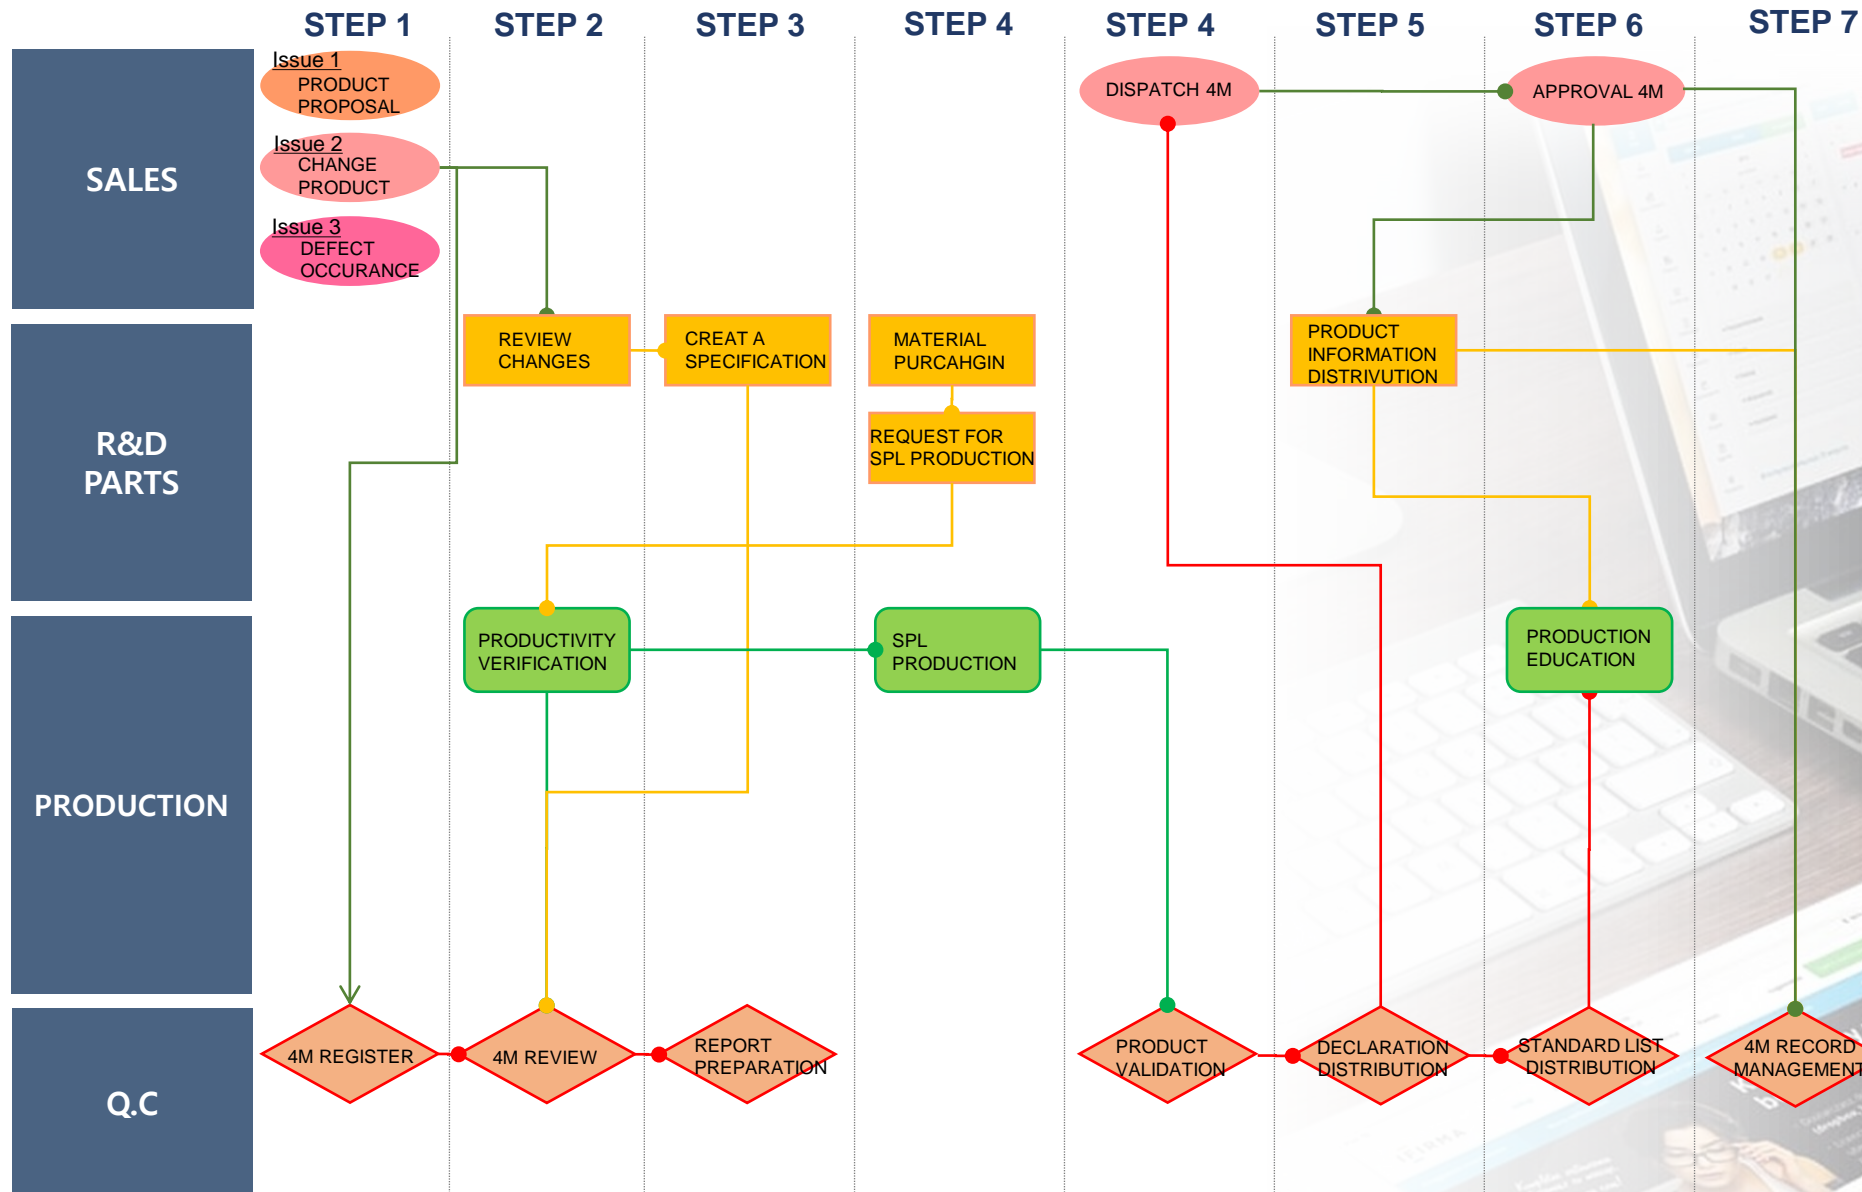 STEP 1
STEP 2
STEP 3
STEP 4
STEP 4
STEP 5
STEP 6
STEP 7
SALES
Issue 1
PRODUCT
PROPOSAL
Issue 2
CHANGE
PRODUCT
Issue 3
DEFECT
OCCURANCE
DISPATCH 4M
APPROVAL 4M
R&D
PARTS
REVIEW
CHANGES
CREAT A
SPECIFICATION
MATERIAL
PURCAHGIN
REQUEST FOR
SPL PRODUCTION
PRODUCT
INFORMATION
DISTRIVUTION
PRODUCTION
PRODUCTIVITY
VERIFICATION
SPL
PRODUCTION
PRODUCTION
EDUCATION
Q.C
4M REGISTER
4M REVIEW
REPORT
PREPARATION
PRODUCT
VALIDATION
DECLARATION
DISTRIBUTION
STANDARD LIST
DISTRIBUTION
4M RECORD
MANAGEMENT